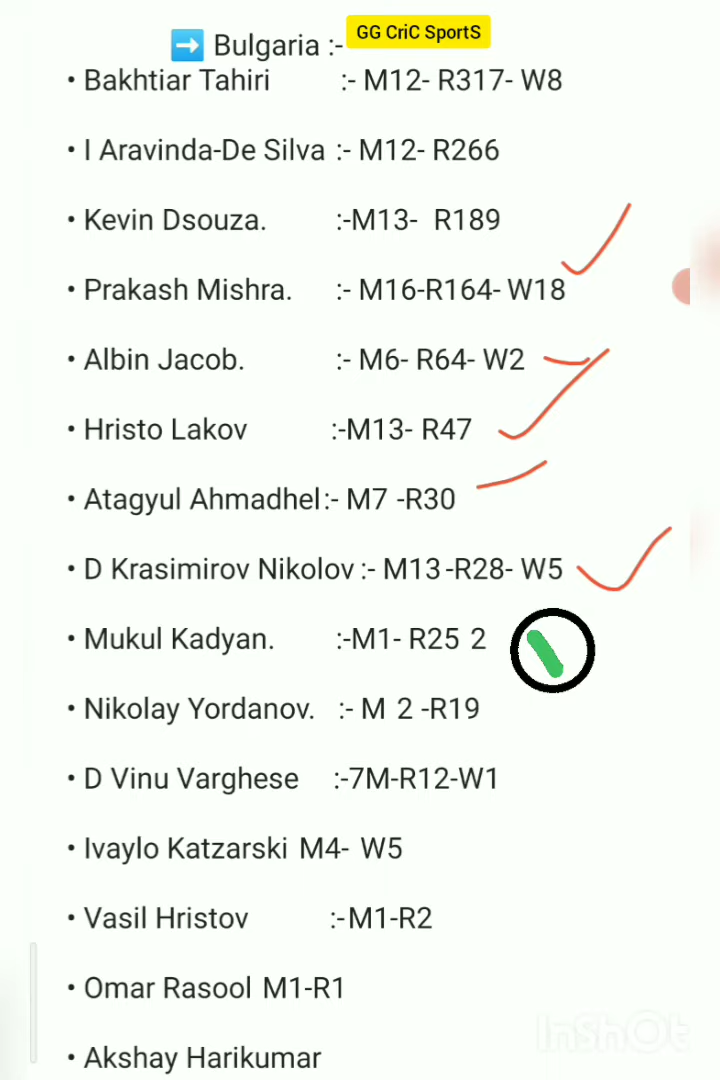 GG CriC SportS
➡️ Bulgaria :-
• Bakhtiar Tahiri :- M12- R317- W8
• I Aravinda-De Silva :- M12- R266
• Kevin Dsouza. :-M13- R189
• Prakash Mishra. :- M16-R164- W18
• Albin Jacob. :- M6- R64- W2
• Hristo Lakov :-M13- R47
• Atagyul Ahmadhel:- M7 -R30
• D Krasimirov Nikolov :- M13-R28- W5
• Mukul Kadyan. :-M1- R25 2
• Nikolay Yordanov. :- M 2 -R19
• D Vinu Varghese :-7M-R12-W1
• Ivaylo Katzarski M4- W5
• Vasil Hristov :-M1-R2
• Omar Rasool M1-R1
• Akshay Harikumar
InShOt